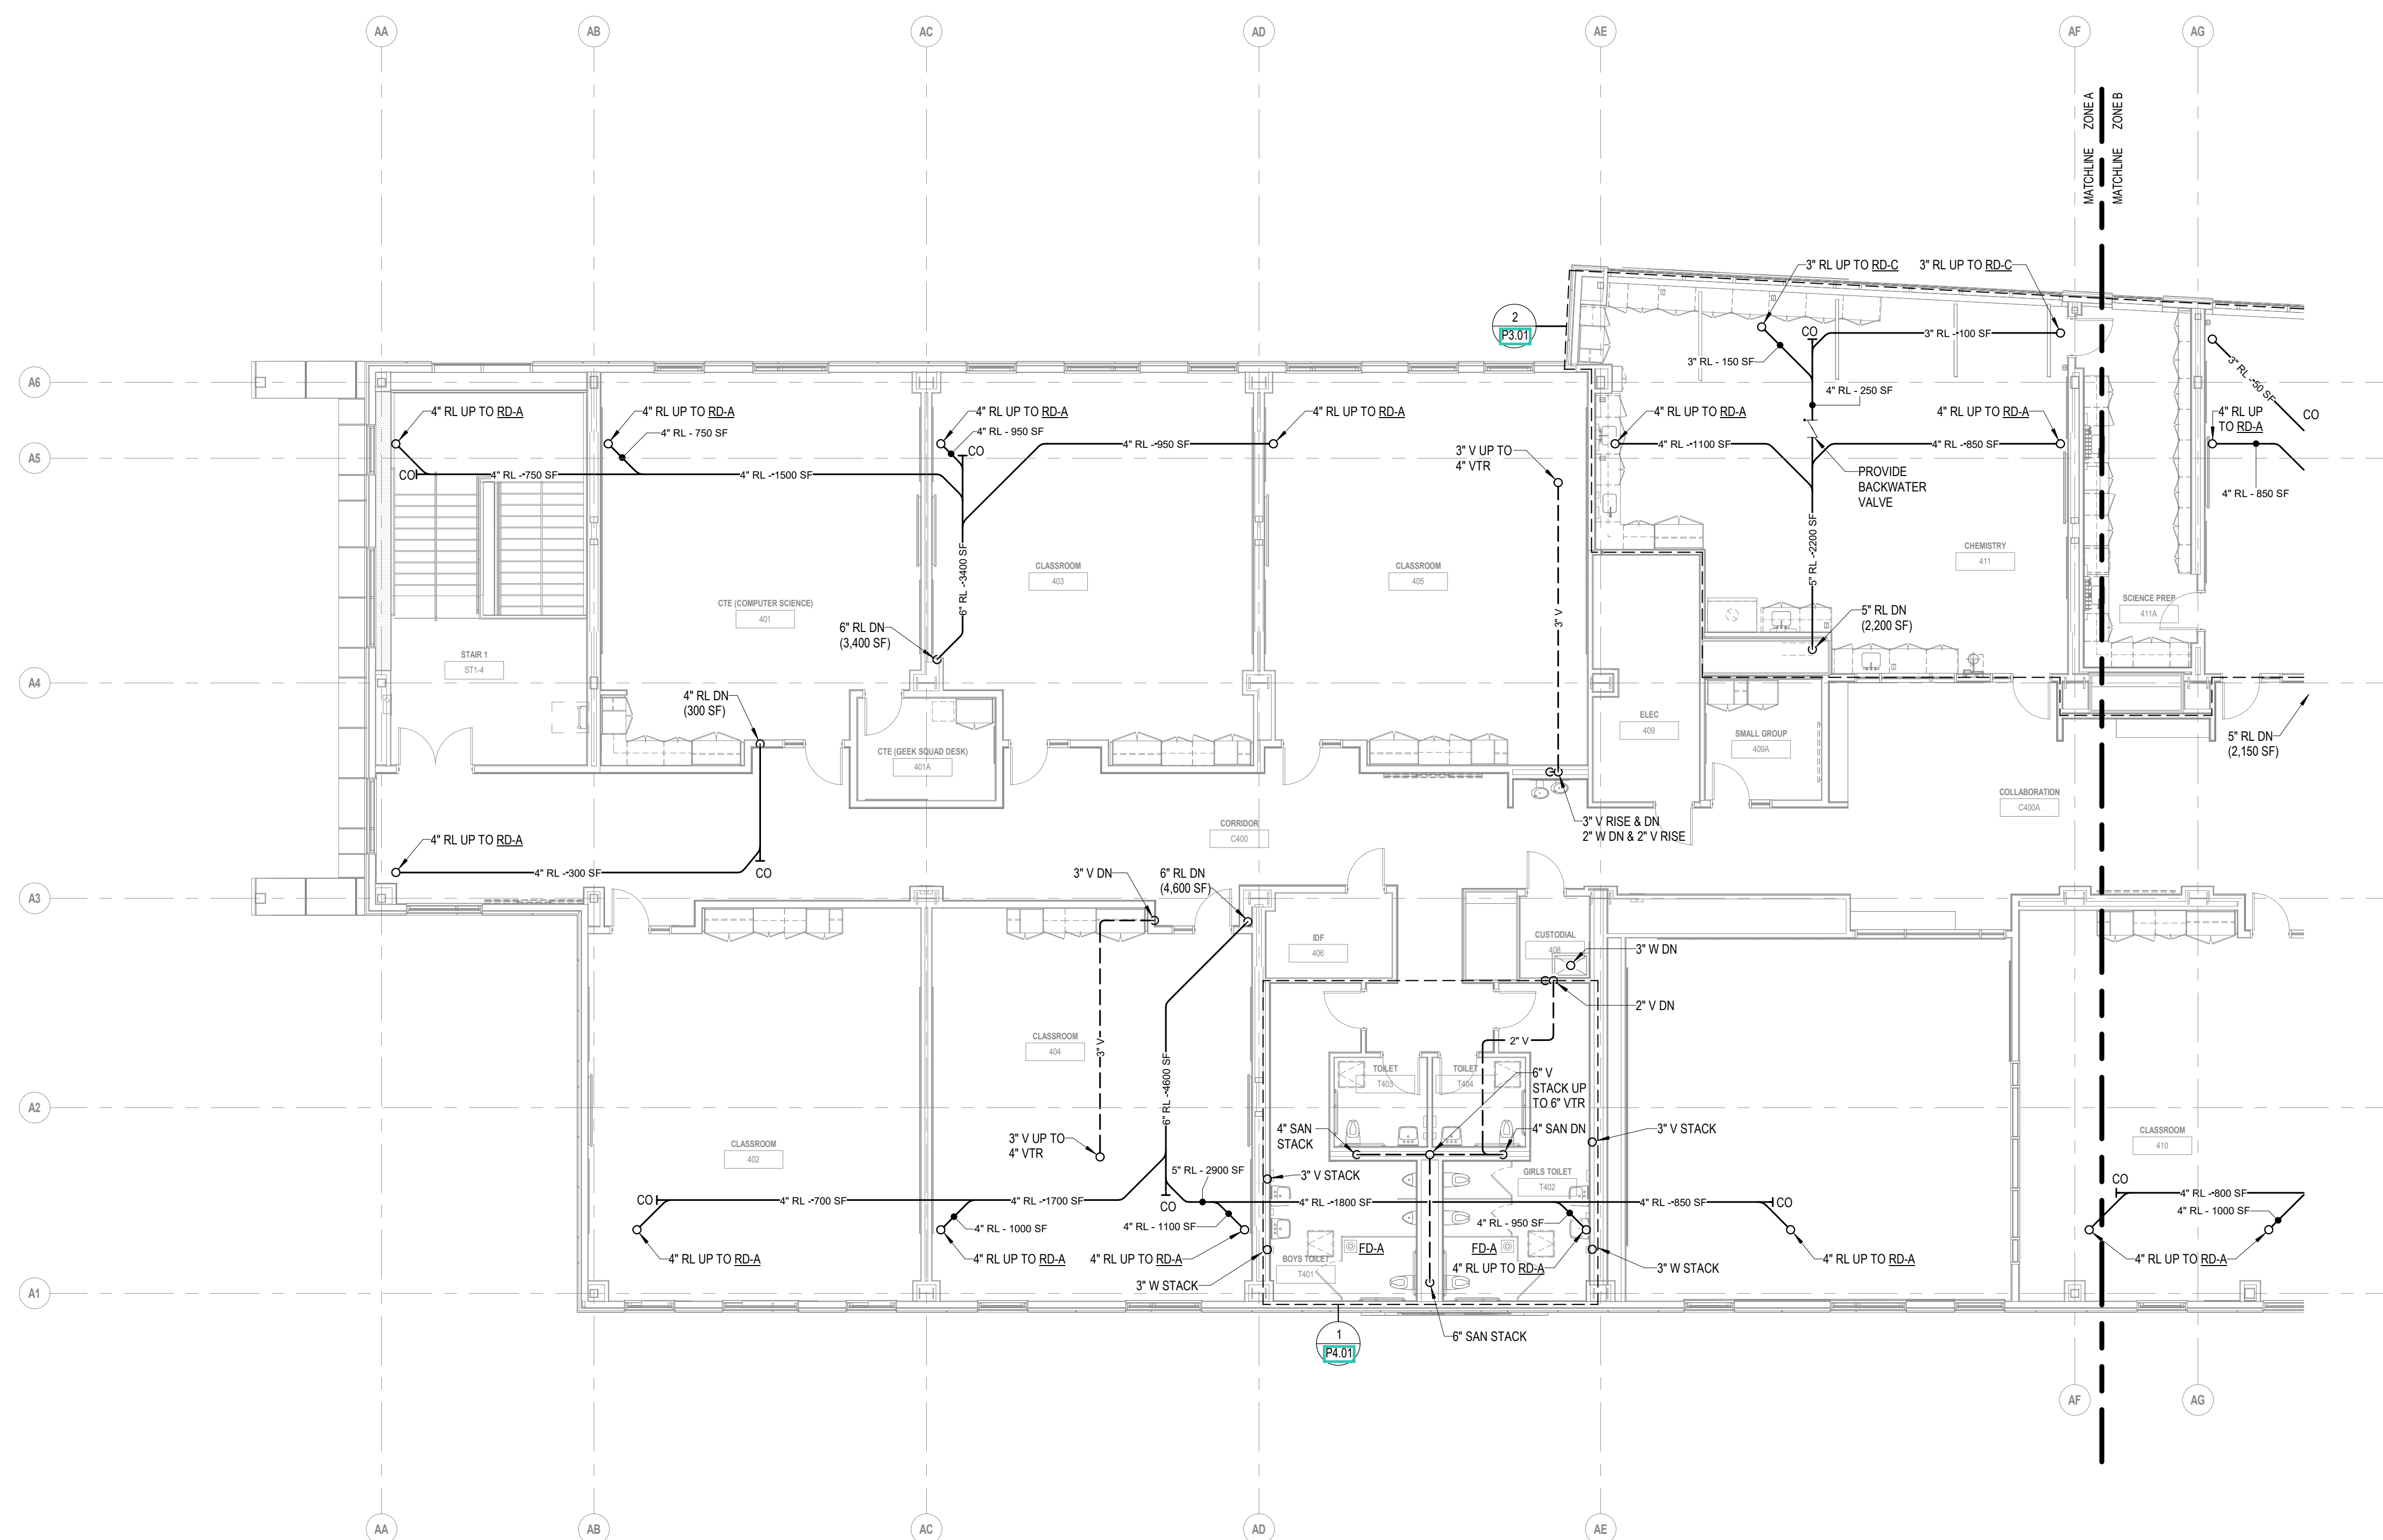 AA
AB
AC
AD
AE
AF
AG
MATCHLINE ZONE A
MATCHLINE ZONE B
3" RL UP TO RD-C
3" RL UP TO RD-C
2
P3.01
CO
3" RL - 100 SF
3" RL - 150 SF
4" RL - 250 SF
3" RL - 50 SF
CO
A6
4" RL UP TO RD-A
4" RL UP TO RD-A
4" RL UP TO RD-A
4" RL UP TO RD-A
4" RL UP TO RD-A
4" RL UP TO RD-A
4" RL UP
TO RD-A
4" RL - 750 SF
4" RL - 950 SF
4" RL - 950 SF
4" RL - 1100 SF
4" RL - 850 SF
A5
CO
CO
4" RL - 750 SF
4" RL - 1500 SF
3" V UP TO
4" VTR
PROVIDE
BACKWATER
VALVE
4" RL - 850 SF
6" RL - 3400 SF
5" RL - 2200 SF
3" V
CHEMISTRY
411
CLASSROOM
403
CLASSROOM
405
CTE (COMPUTER SCIENCE)
401
SCIENCE PREP
411A
6" RL DN
(3,400 SF)
5" RL DN
(2,200 SF)
STAIR 1
ST1-4
A4
4" RL DN
(300 SF)
ELEC
409
SMALL GROUP
409A
5" RL DN
(2,150 SF)
CTE (GEEK SQUAD DESK)
401A
COLLABORATION
C400A
CORRIDOR
C400
3" V RISE & DN
2" W DN & 2" V RISE
4" RL UP TO RD-A
4" RL - 300 SF
CO
3" V DN
6" RL DN
(4,600 SF)
A3
IDF
406
CUSTODIAL
408
3" W DN
2" V DN
CLASSROOM
404
3" V
6" RL - 4600 SF
2" V
TOILET
T403
TOILET
T404
6" V
STACK UP
TO 6" VTR
A2
4" SAN
STACK
4" SAN DN
3" V STACK
3" V UP TO
4" VTR
CLASSROOM
402
CLASSROOM
410
5" RL - 2900 SF
3" V STACK
GIRLS TOILET
T402
CO
4" RL - 700 SF
4" RL - 1700 SF
CO
4" RL - 1800 SF
4" RL - 850 SF
CO
CO
4" RL - 800 SF
4" RL - 1000 SF
4" RL - 1100 SF
4" RL - 950 SF
4" RL - 1000 SF
4" RL UP TO RD-A
4" RL UP TO RD-A
4" RL UP TO RD-A
BOYS TOILET
T401
FD-A
FD-A
4" RL UP TO RD-A
4" RL UP TO RD-A
4" RL UP TO RD-A
3" W STACK
3" W STACK
A1
1
P4.01
6" SAN STACK
AF
AG
AA
AB
AC
AD
AE